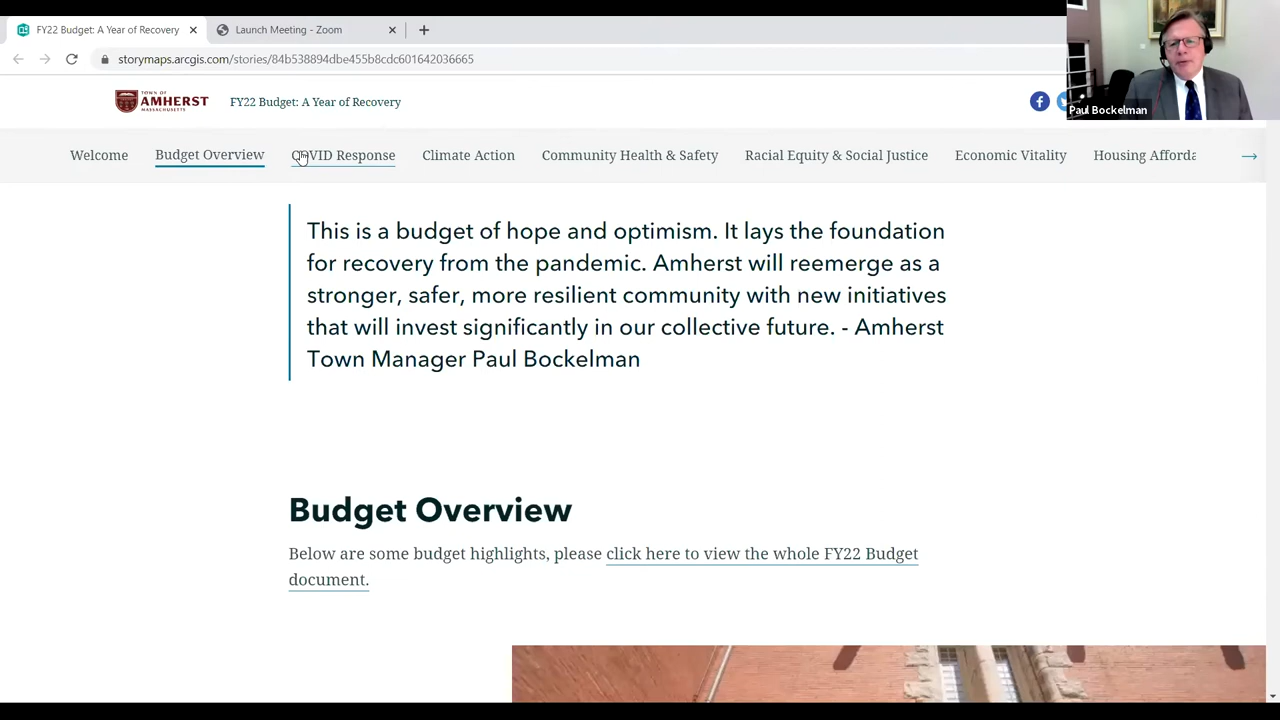 FY22 Budget: A Year of Recovery
Launch Meeting - Zoom
storymaps.arcgis.com/stories/84b538894dbe455b8cdc601642036665
TOWN OF
AMHERST
MASSACHUSETTS
FY22 Budget: A Year of Recovery
Paul Bockelman
Welcome
Budget Overview
COVID Response
Climate Action
Community Health & Safety
Racial Equity & Social Justice
Economic Vitality
Housing Afforda
This is a budget of hope and optimism. It lays the foundation
for recovery from the pandemic. Amherst will reemerge as a
stronger, safer, more resilient community with new initiatives
that will invest significantly in our collective future. - Amherst
Town Manager Paul Bockelman
Budget Overview
Below are some budget highlights, please click here to view the whole FY22 Budget
document.